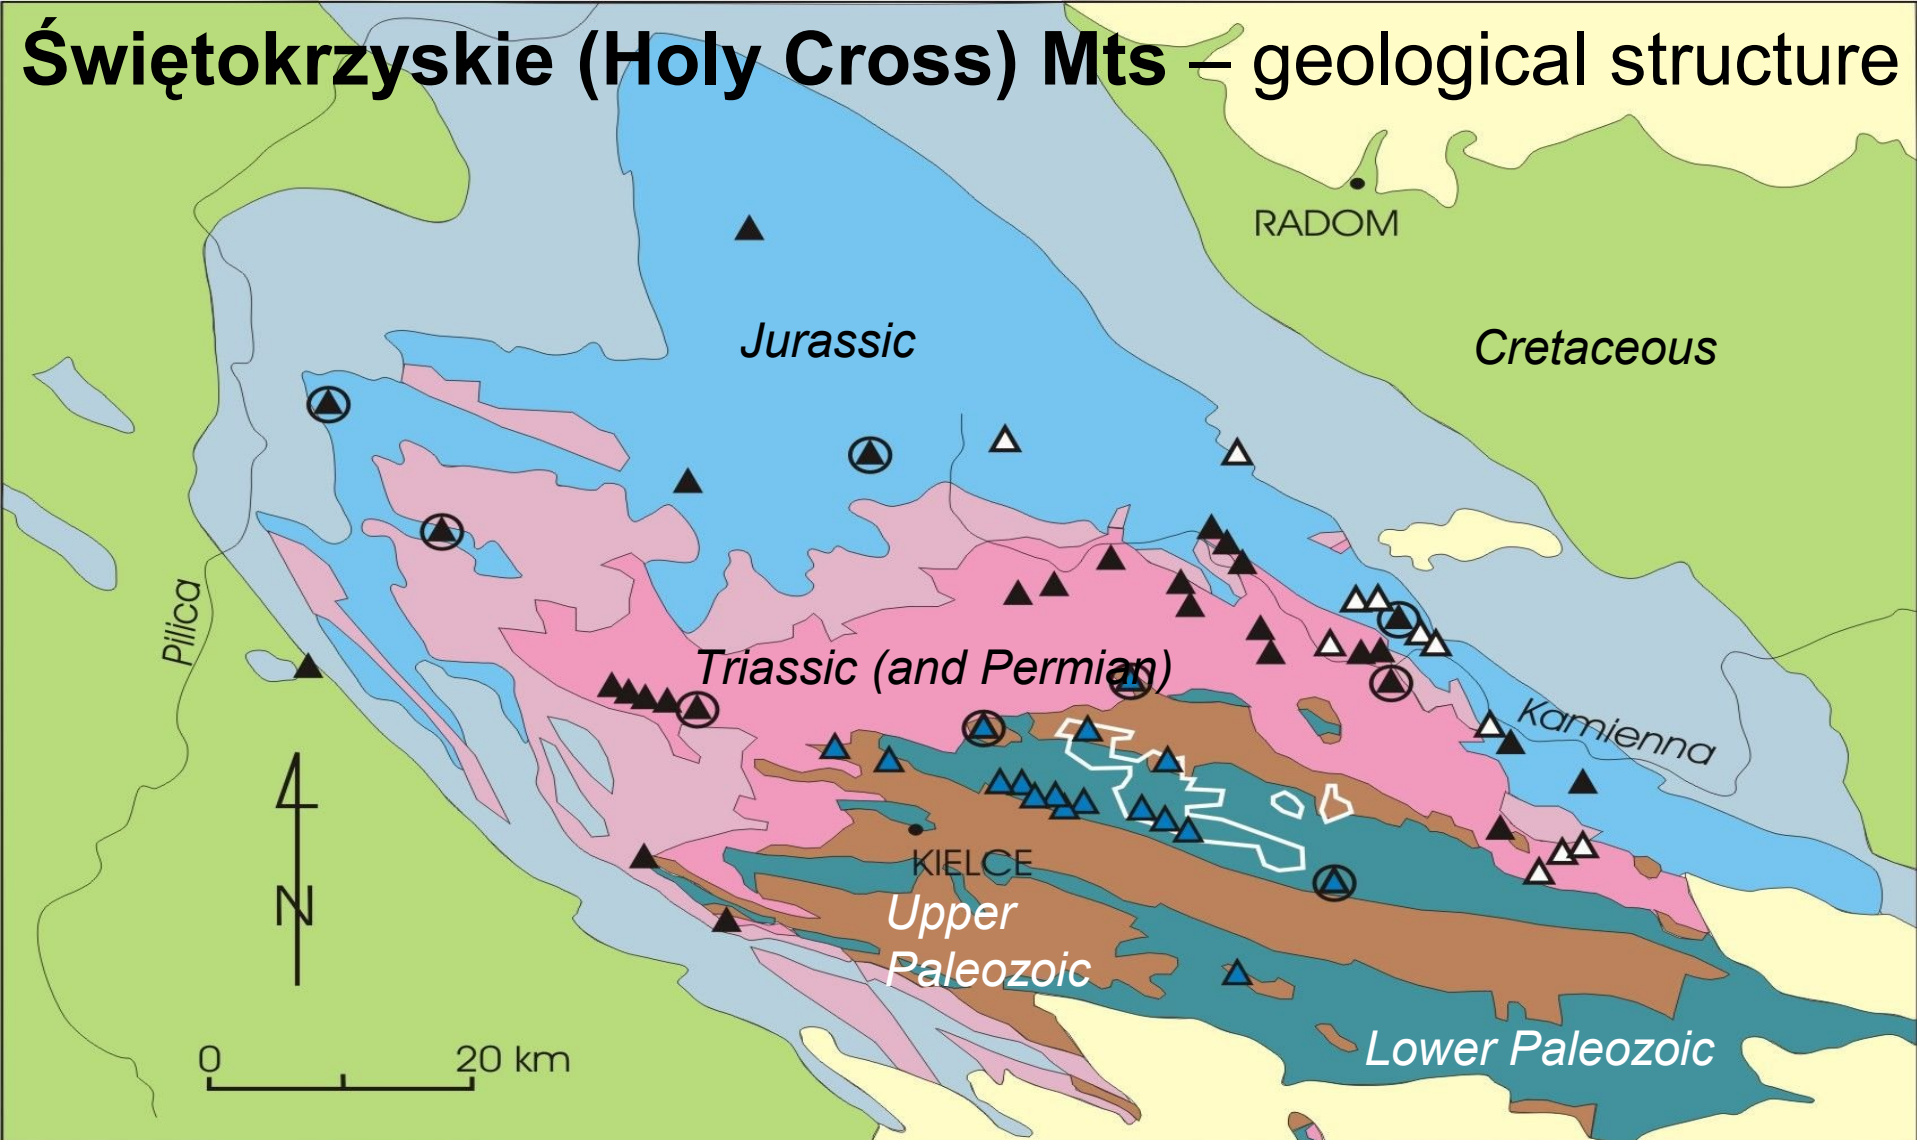 Świętokrzyskie (Holy Cross) Mts – geological structure
RADOM
Jurassic
Cretaceous
Pilica
Triassic (and Permian)
Kamienna
KIELCE
N
Upper
Paleozoic
Lower Paleozoic
0 20 km